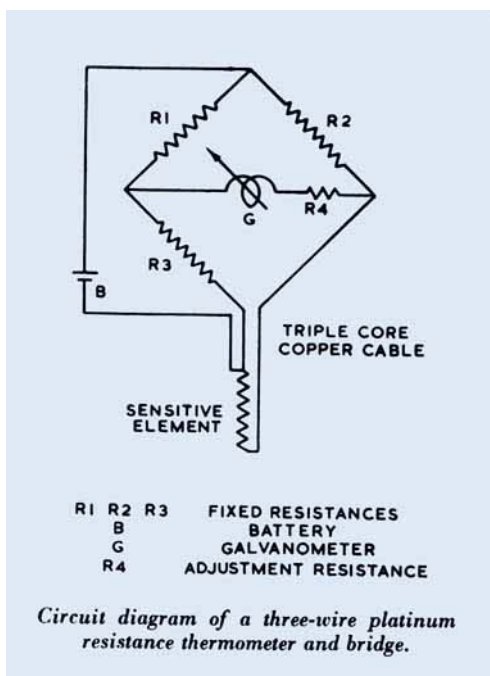 R1
R2
G
R4
R3
B
TRIPLE CORE
COPPER CABLE
SENSITIVE
ELEMENT
R1 R2 R3 FIXED RESISTANCES
B BATTERY
G GALVANOMETER
R4 ADJUSTMENT RESISTANCE
Circuit diagram of a three-wire platinum
resistance thermometer and bridge.